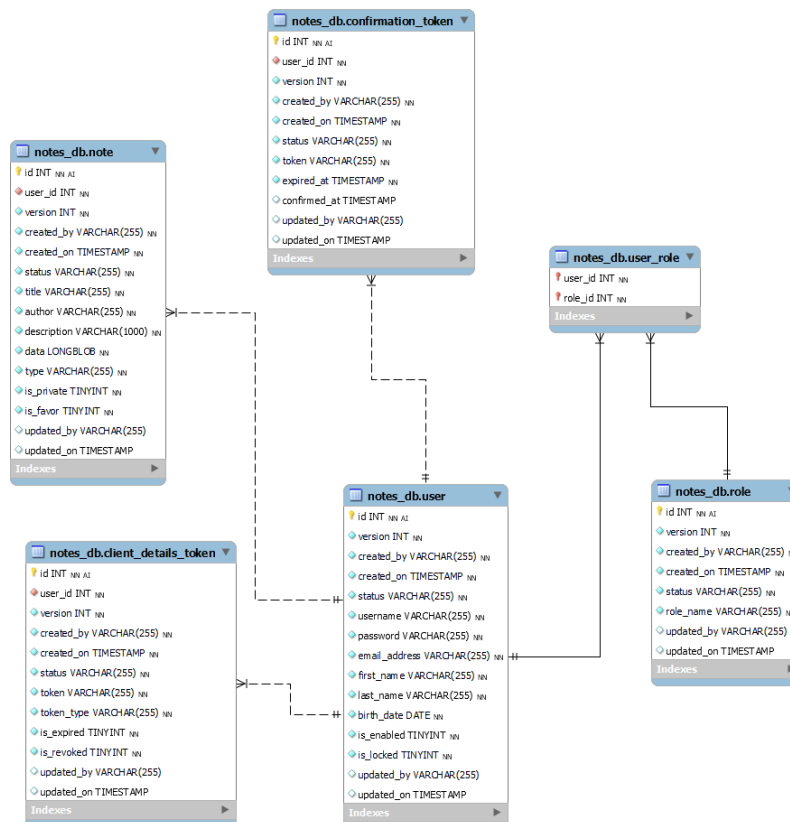 notes_db.confirmation_token
id INT NN AI
user_id INT NN
version INT NN
created_by VARCHAR(255) NN
created_on TIMESTAMP NN
status VARCHAR(255) NN
token VARCHAR(255) NN
expired_at TIMESTAMP NN
confirmed_at TIMESTAMP
updated_by VARCHAR(255)
updated_on TIMESTAMP
Indexes
notes_db.note
id INT NN AI
user_id INT NN
version INT NN
created_by VARCHAR(255) NN
created_on TIMESTAMP NN
status VARCHAR(255) NN
title VARCHAR(255) NN
author VARCHAR(255) NN
description VARCHAR(1000) NN
data LONGBLOB NN
type VARCHAR(255) NN
is_private TINYINT NN
is_favor TINYINT NN
updated_by VARCHAR(255)
updated_on TIMESTAMP
Indexes
notes_db.user_role
user_id INT NN
role_id INT NN
Indexes
notes_db.user
id INT NN AI
version INT NN
created_by VARCHAR(255) NN
created_on TIMESTAMP NN
status VARCHAR(255) NN
username VARCHAR(255) NN
password VARCHAR(255) NN
email_address VARCHAR(255) NN
first_name VARCHAR(255) NN
last_name VARCHAR(255) NN
birth_date DATE NN
is_enabled TINYINT NN
is_locked TINYINT NN
updated_by VARCHAR(255)
updated_on TIMESTAMP
Indexes
notes_db.role
id INT NN AI
version INT NN
created_by VARCHAR(255)
created_on TIMESTAMP NN
status VARCHAR(255) NN
role_name VARCHAR(255) NN
updated_by VARCHAR(255)
updated_on TIMESTAMP
Indexes
notes_db.client_details_token
id INT NN AI
user_id INT NN
version INT NN
created_by VARCHAR(255) NN
created_on TIMESTAMP NN
status VARCHAR(255) NN
token VARCHAR(255) NN
token_type VARCHAR(255) NN
is_expired TINYINT NN
is_revoked TINYINT NN
updated_by VARCHAR(255)
updated_on TIMESTAMP
Indexes